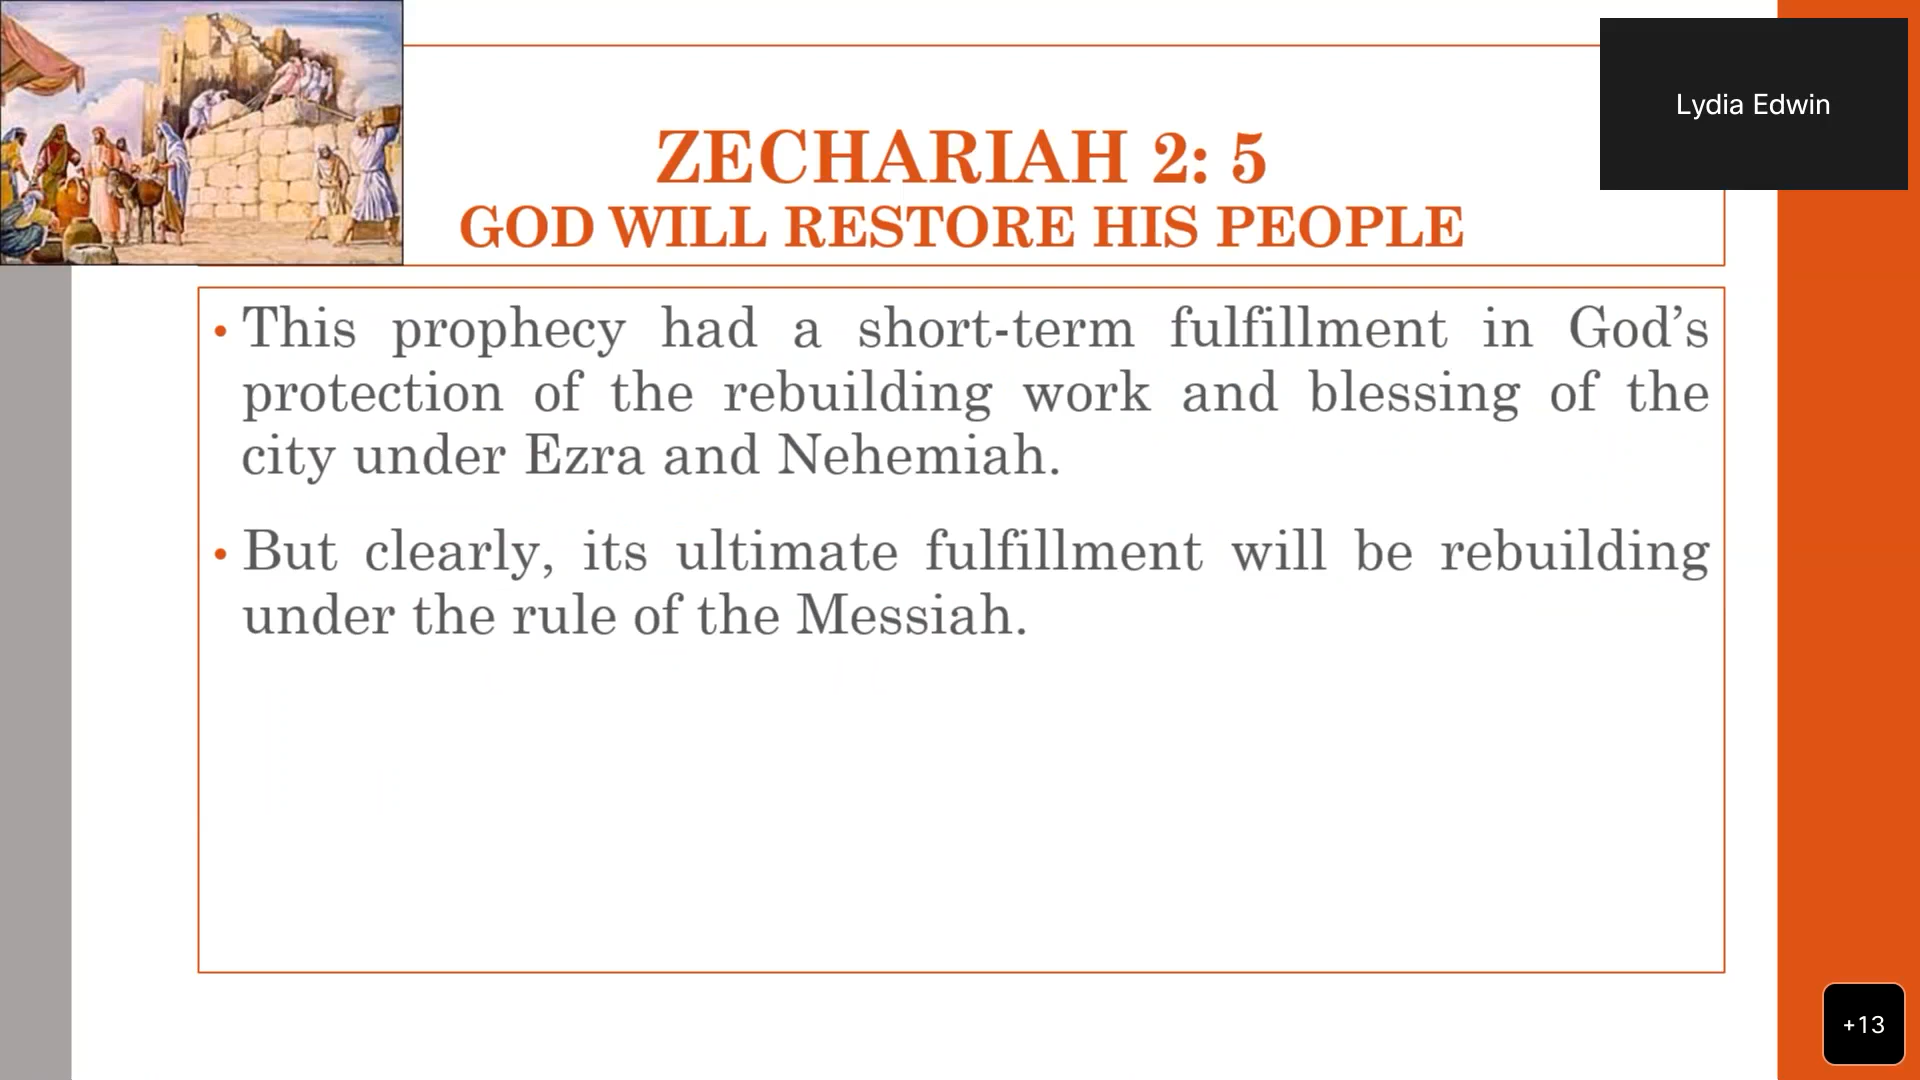 ZECHARIAH 2: 5
GOD WILL RESTORE HIS PEOPLE
Lydia Edwin
• This prophecy had a short-term fulfillment in God’s
protection of the rebuilding work and blessing of the
city under Ezra and Nehemiah.
• But clearly, its ultimate fulfillment will be rebuilding
under the rule of the Messiah.
+13